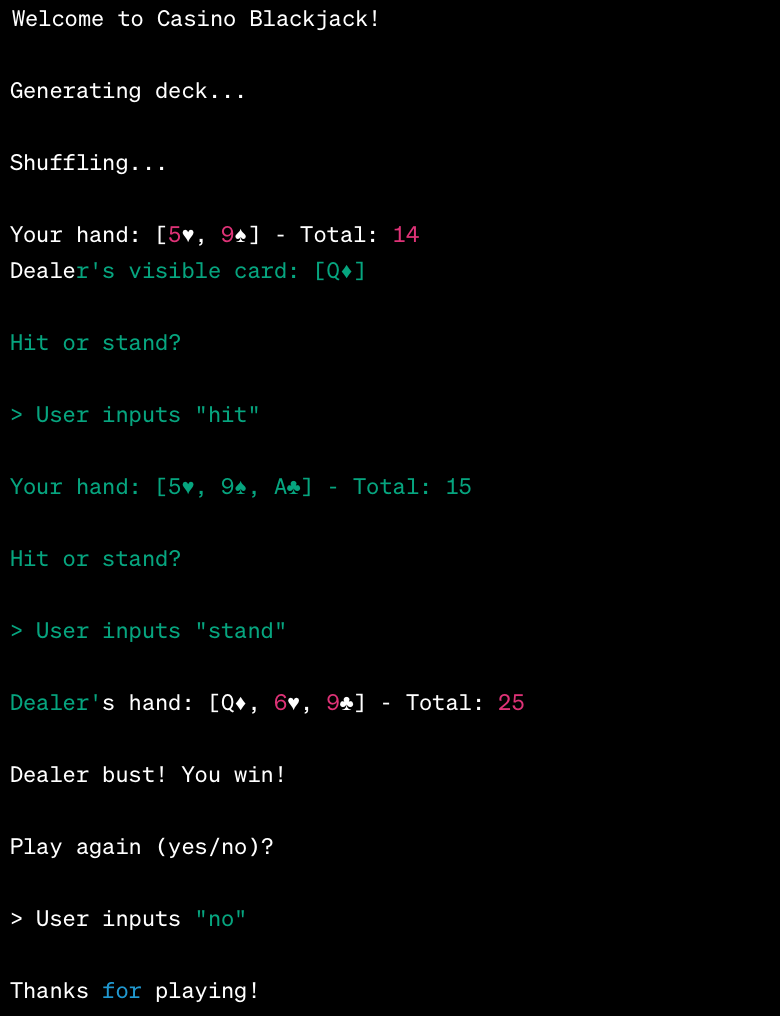 Welcome to Casino Blackjack!
Generating deck...
Shuffling...
Your hand: [5♥, 9♠] - Total: 14
Dealer's visible card: [Q♦]
Hit or stand?
> User inputs "hit"
Your hand: [5♥, 9♠, A♣] - Total: 15
Hit or stand?
> User inputs "stand"
Dealer's hand: [Q♦, 6♥, 9♣] - Total: 25
Dealer bust! You win!
Play again (yes/no)?
> User inputs "no"
Thanks for playing!